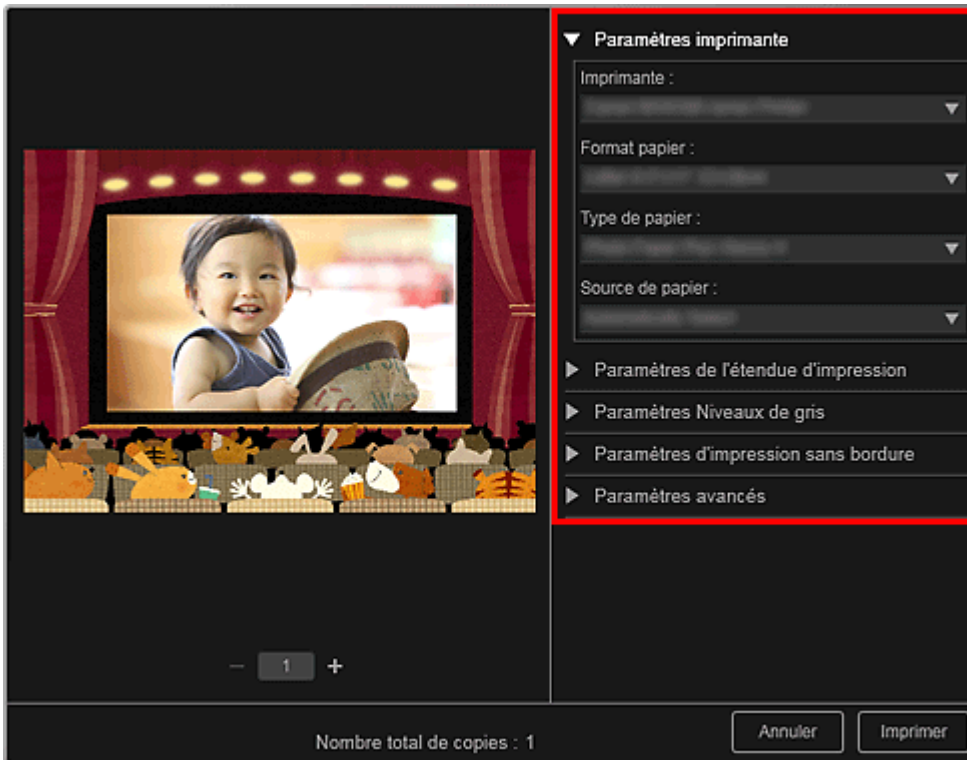 Paramètres imprimante
Imprimante :
Format papier :
Type de papier :
Source de papier :
Paramètres de l'étendue d'impression
Paramètres Niveaux de gris
Paramètres d'impression sans bordure
Paramètres avancés
1
Nombre total de copies : 1
Annuler
Imprimer